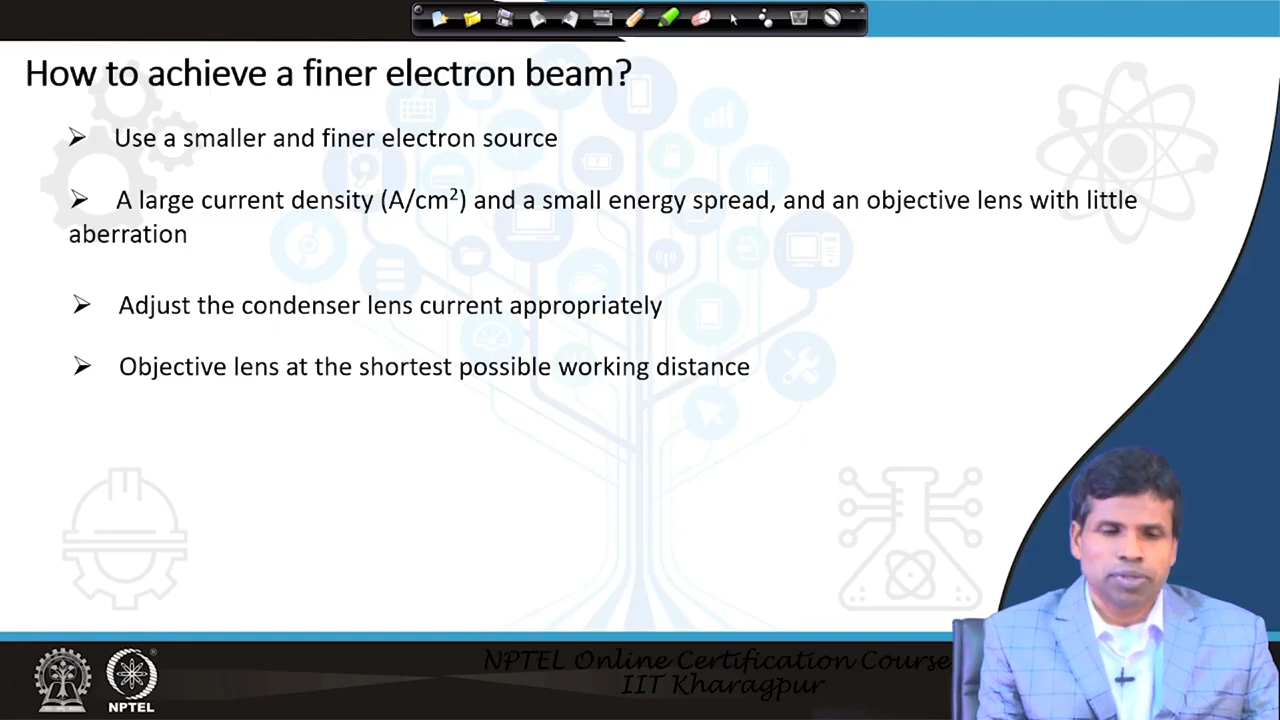 How to achieve a finer electron beam?
➢ Use a smaller and finer electron source
➢ A large current density (A/cm²) and a small energy spread, and an objective lens with little
aberration
➢ Adjust the condenser lens current appropriately
➢ Objective lens at the shortest possible working distance
NPTEL Online Certification Course
IIT Kharagpur
NPTEL